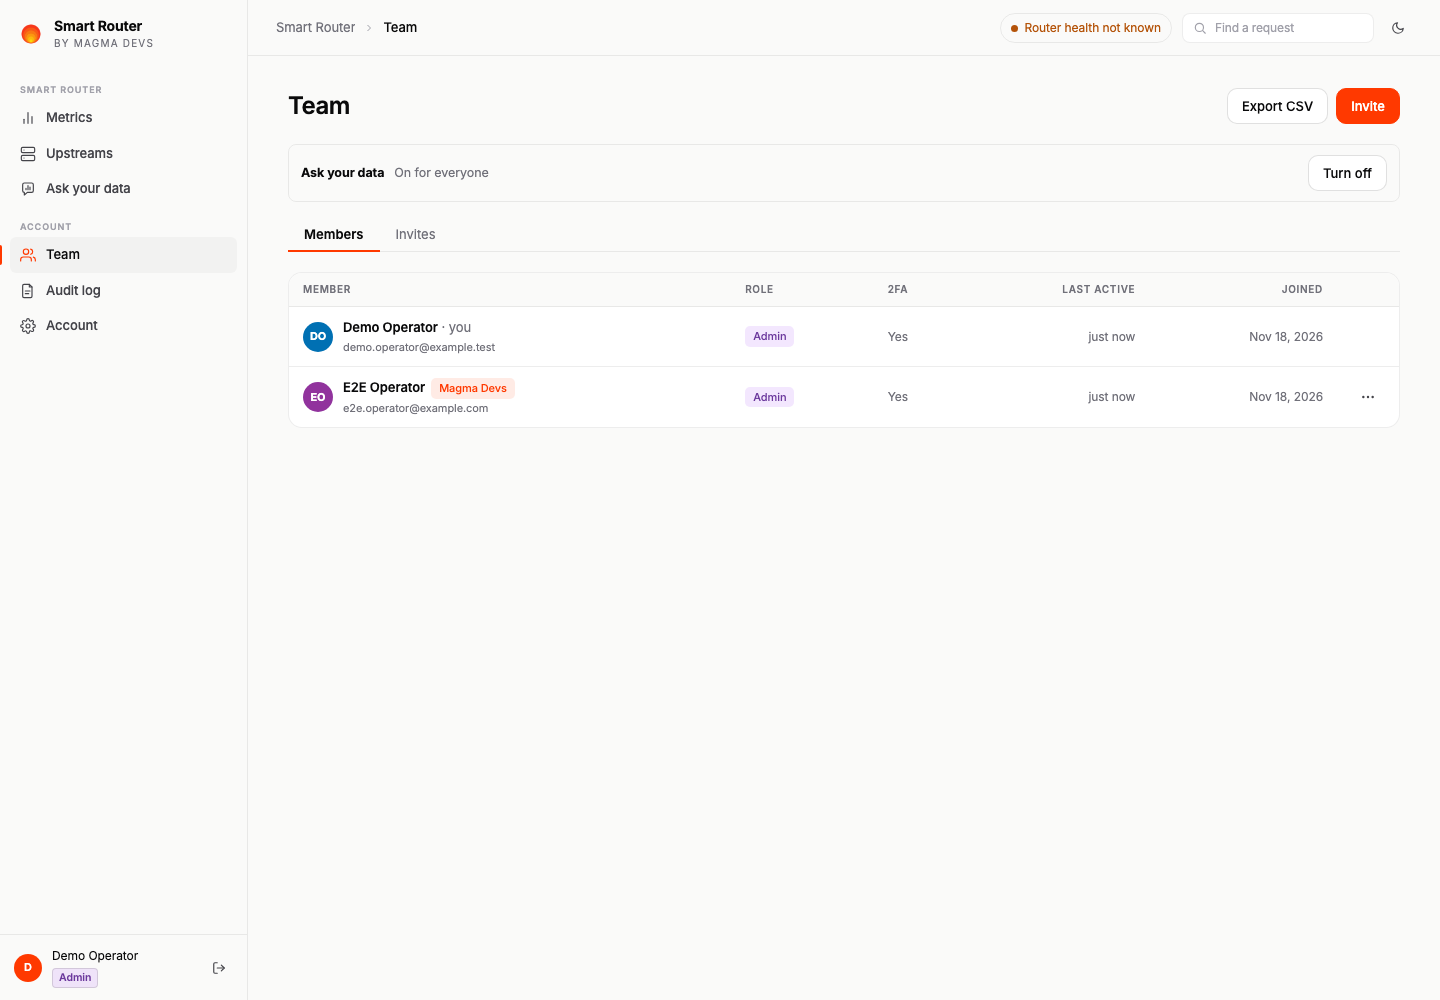 Smart Router
BY MAGMA DEVS
SMART ROUTER
Metrics
Upstreams
Ask your data
ACCOUNT
Team
Audit log
Account
Demo Operator
D
Admin
Smart Router › Team
Router health not known
Find a request
Team
Export CSV
Invite
Ask your data On for everyone
Turn off
Members Invites
MEMBER ROLE 2FA LAST ACTIVE JOINED
DO Demo Operator · you Admin Yes just now Nov 18, 2026
demo.operator@example.test
EO E2E Operator Magma Devs Admin Yes just now Nov 18, 2026
e2e.operator@example.com